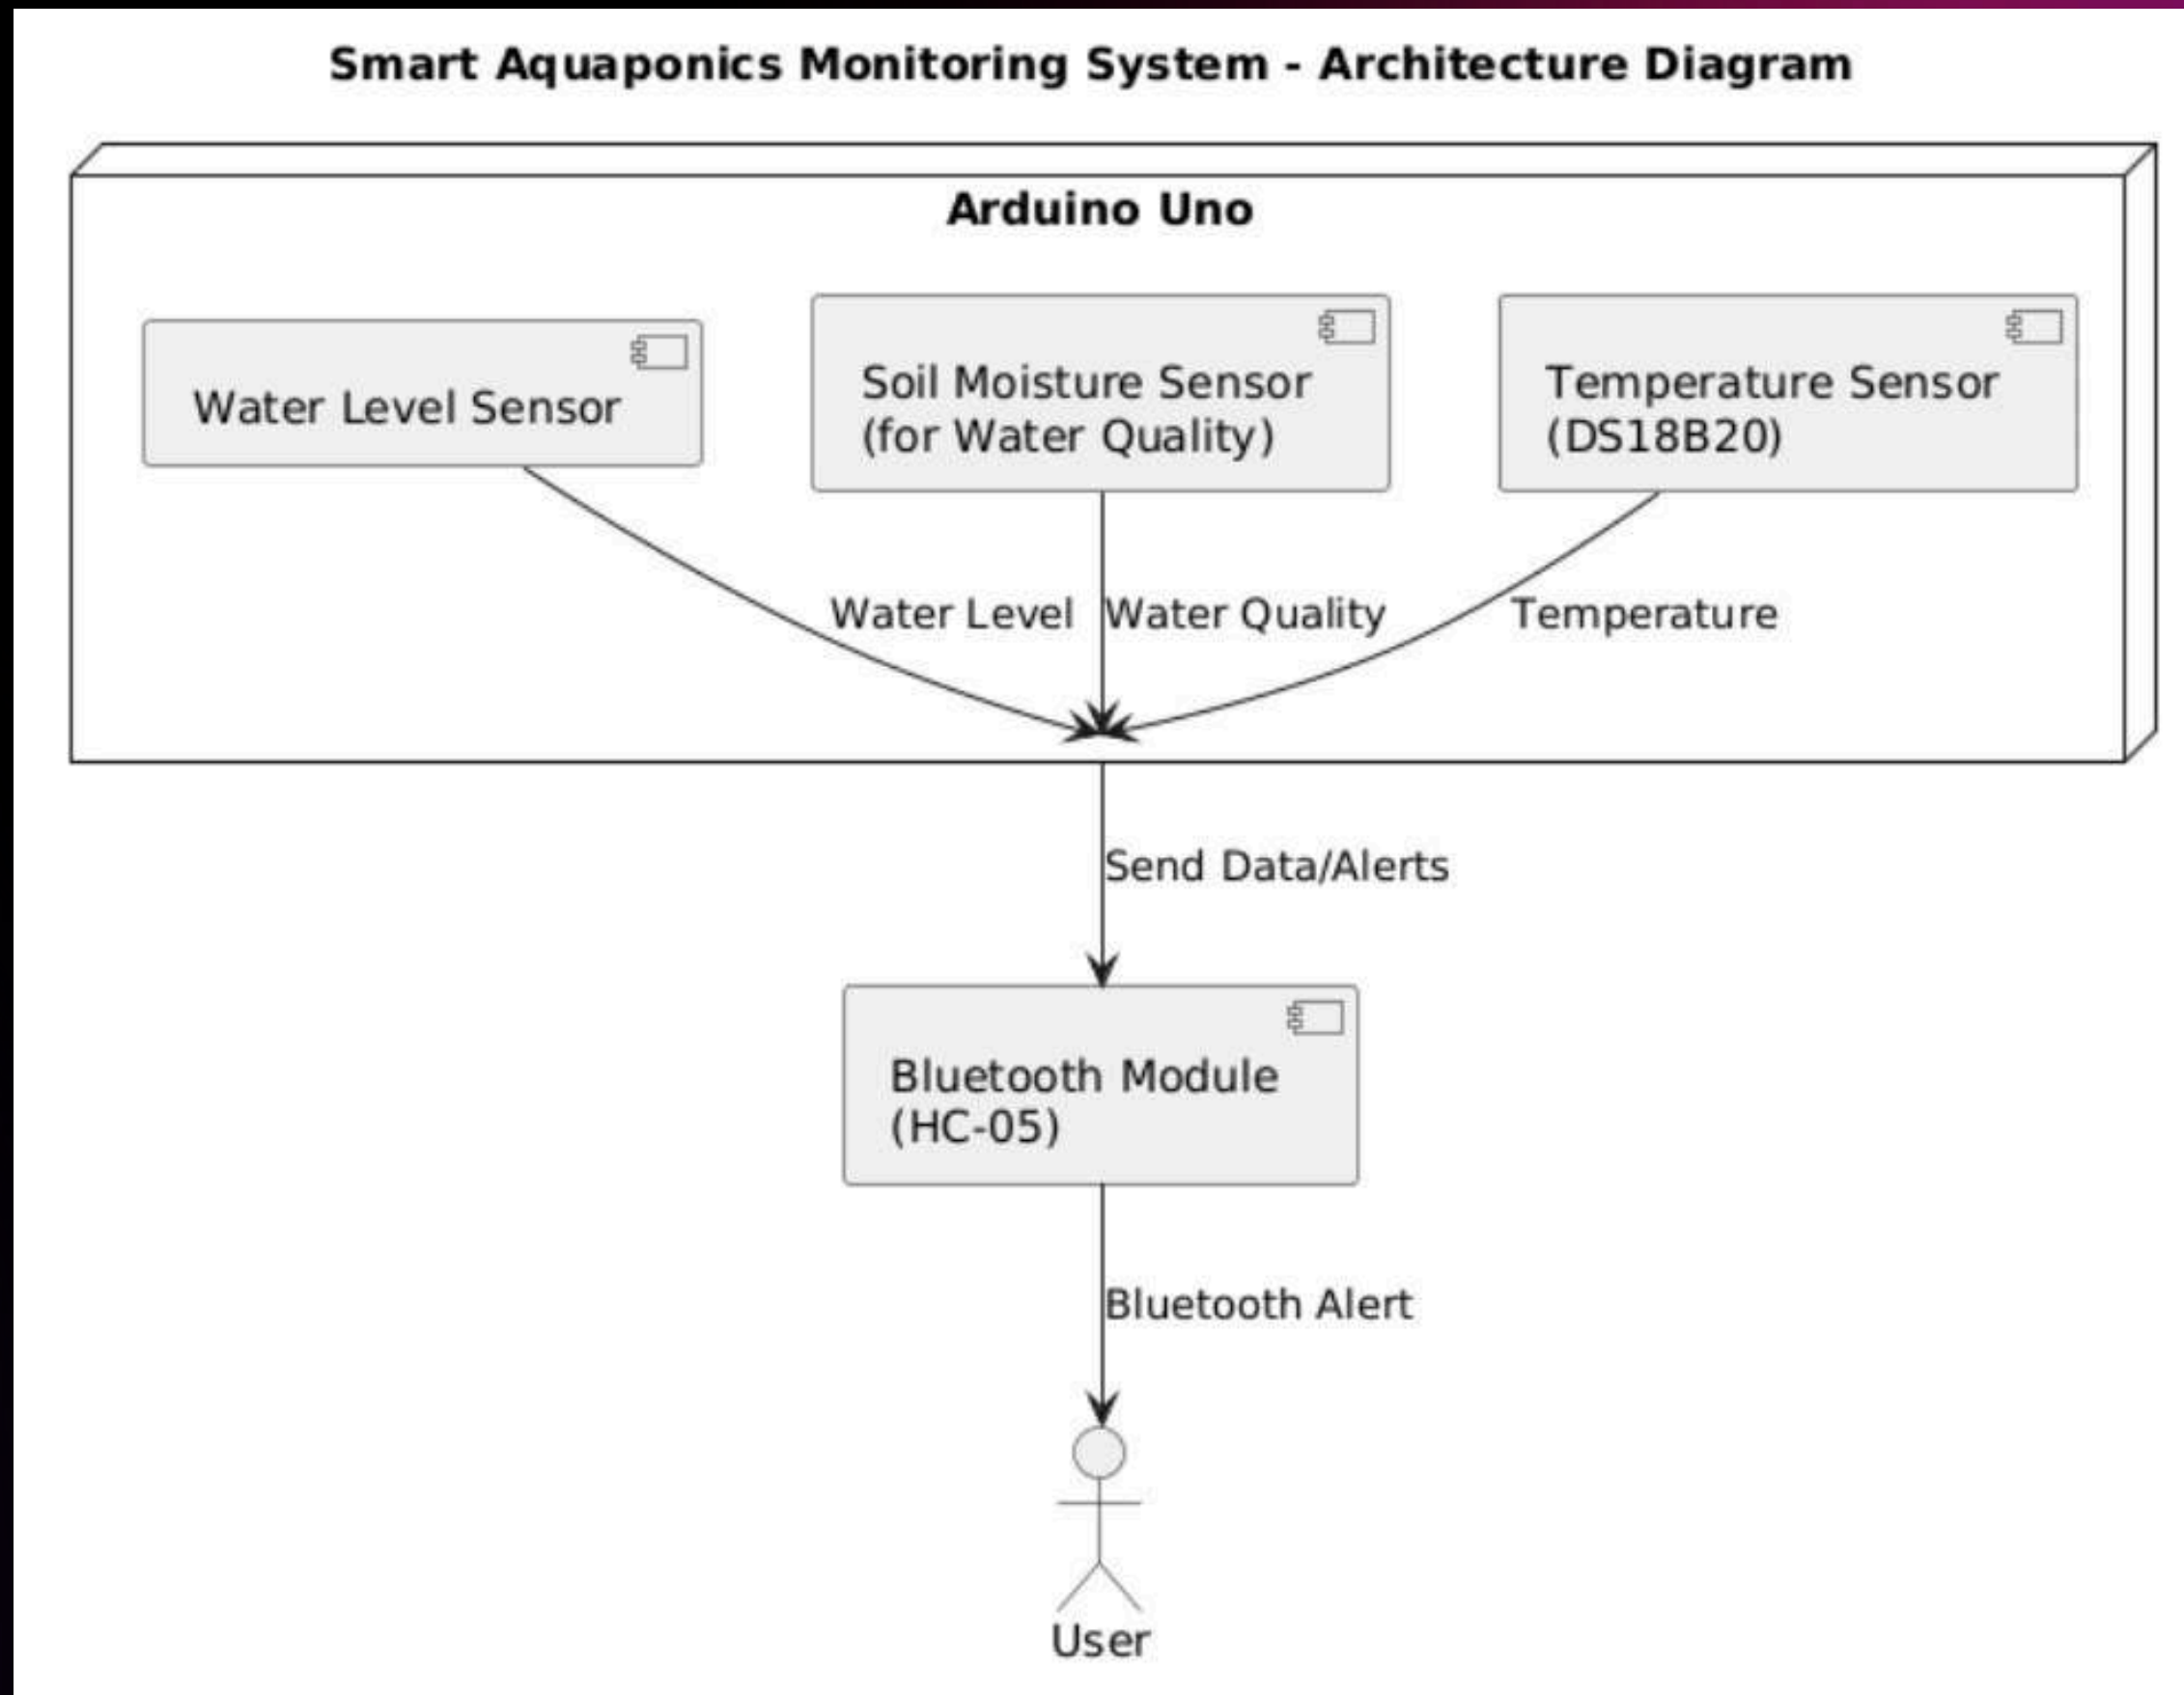 Smart Aquaponics Monitoring System - Architecture Diagram
Arduino Uno
Water Level Sensor
Soil Moisture Sensor
(for Water Quality)
Temperature Sensor
(DS18B20)
Water Level
Water Quality
Temperature
Send Data/Alerts
Bluetooth Module
(HC-05)
Bluetooth Alert
User